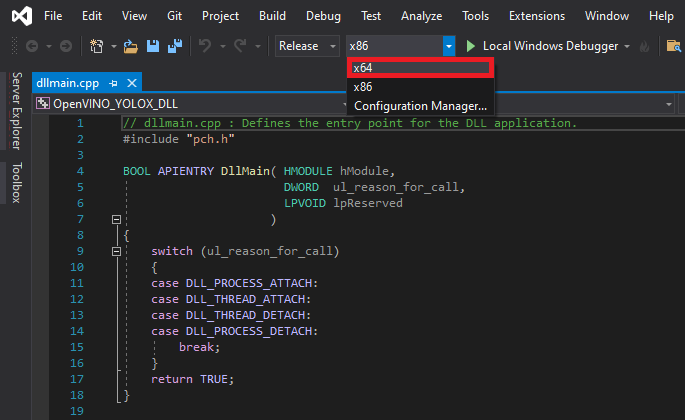 File Edit View Git Project Build Debug Test Analyze Tools Extensions Window Help
Release x86 Local Windows Debugger
x64
x86
Configuration Manager...
Server Explorer
Toolbox
dllmain.cpp
OpenVINO_YOLOX_DLL
1 // dllmain.cpp : Defines the entry point for the DLL application.
2 #include "pch.h"
3
4 BOOL APIENTRY DllMain( HMODULE hModule,
5 DWORD ul_reason_for_call,
6 LPVOID lpReserved
7 )
8 {
9 switch (ul_reason_for_call)
10 {
11 case DLL_PROCESS_ATTACH:
12 case DLL_THREAD_ATTACH:
13 case DLL_THREAD_DETACH:
14 case DLL_PROCESS_DETACH:
15 break;
16 }
17 return TRUE;
18 }
19